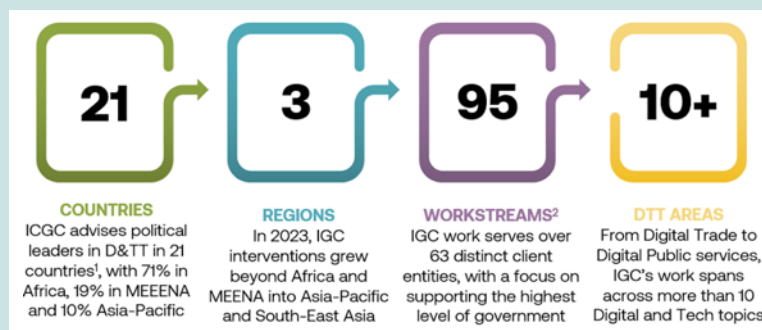 21
3
95
10+
COUNTRIES
ICGC advises political
leaders in D&TT in 21
countries¹, with 71% in
Africa, 19% in MEEENA
and 10% Asia-Pacific
REGIONS
In 2023, IGC
interventions grew
beyond Africa and
MEENA into Asia-Pacific
and South-East Asia
WORKSTREAMS²
IGC work serves over
63 distinct client
entities, with a focus on
supporting the highest
level of government
DTT AREAS
From Digital Trade to
Digital Public services,
IGC's work spans
across more than 10
Digital and Tech topics